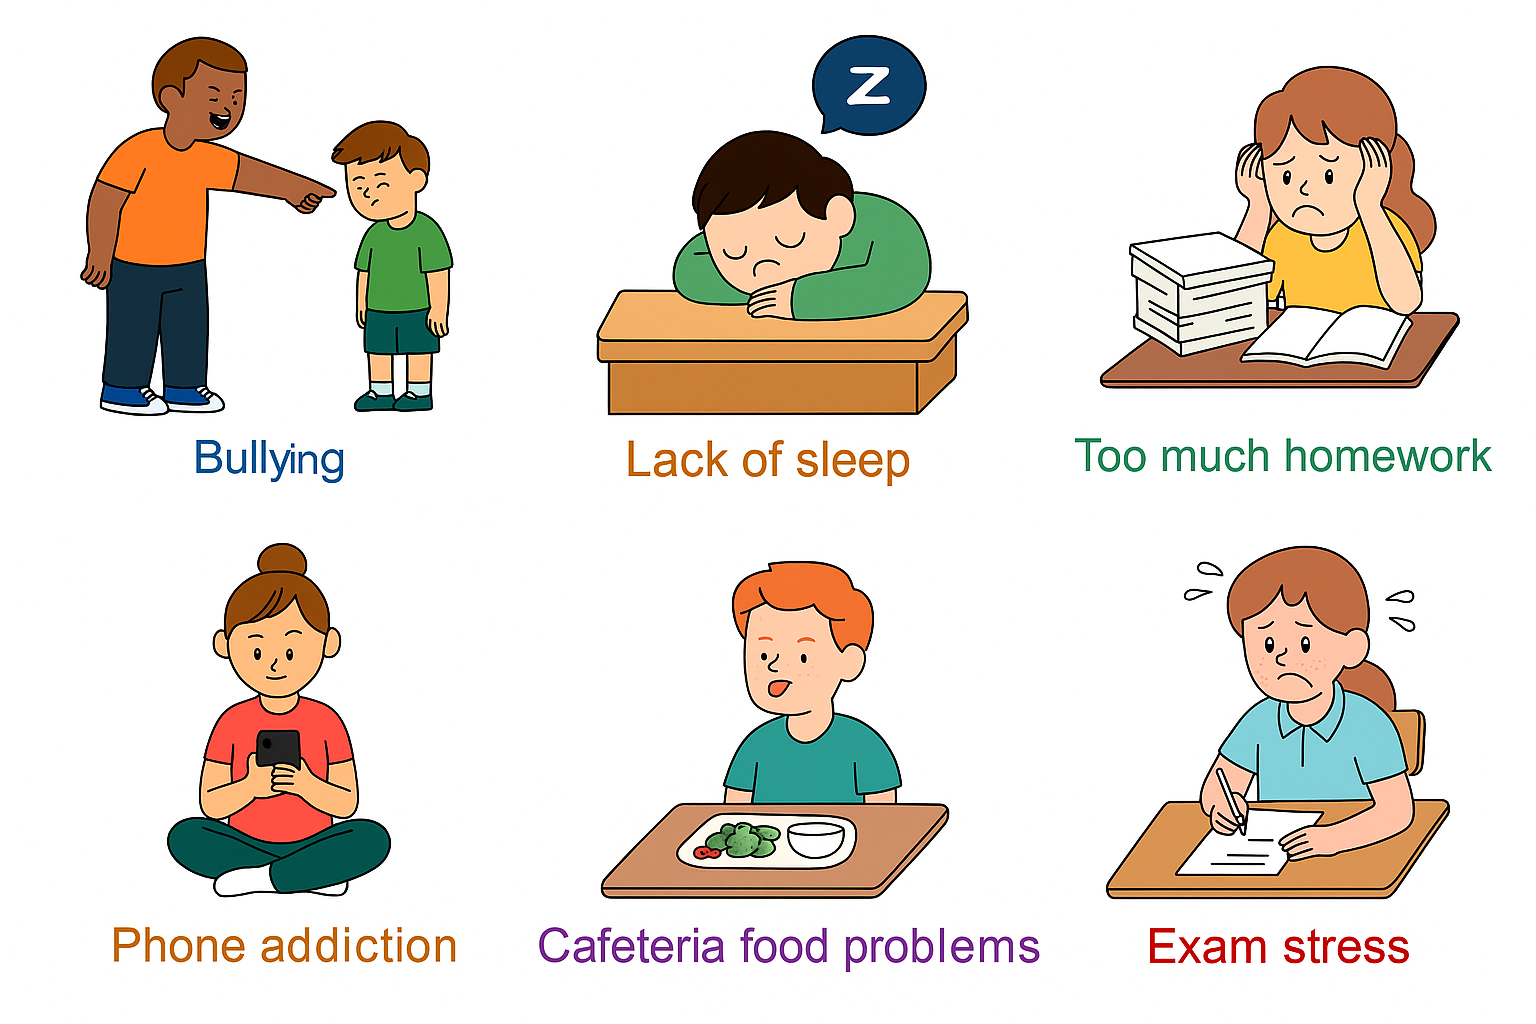 Z
Bullying
Lack of sleep
Too much homework
Phone addiction
Cafeteria food problems
Exam stress